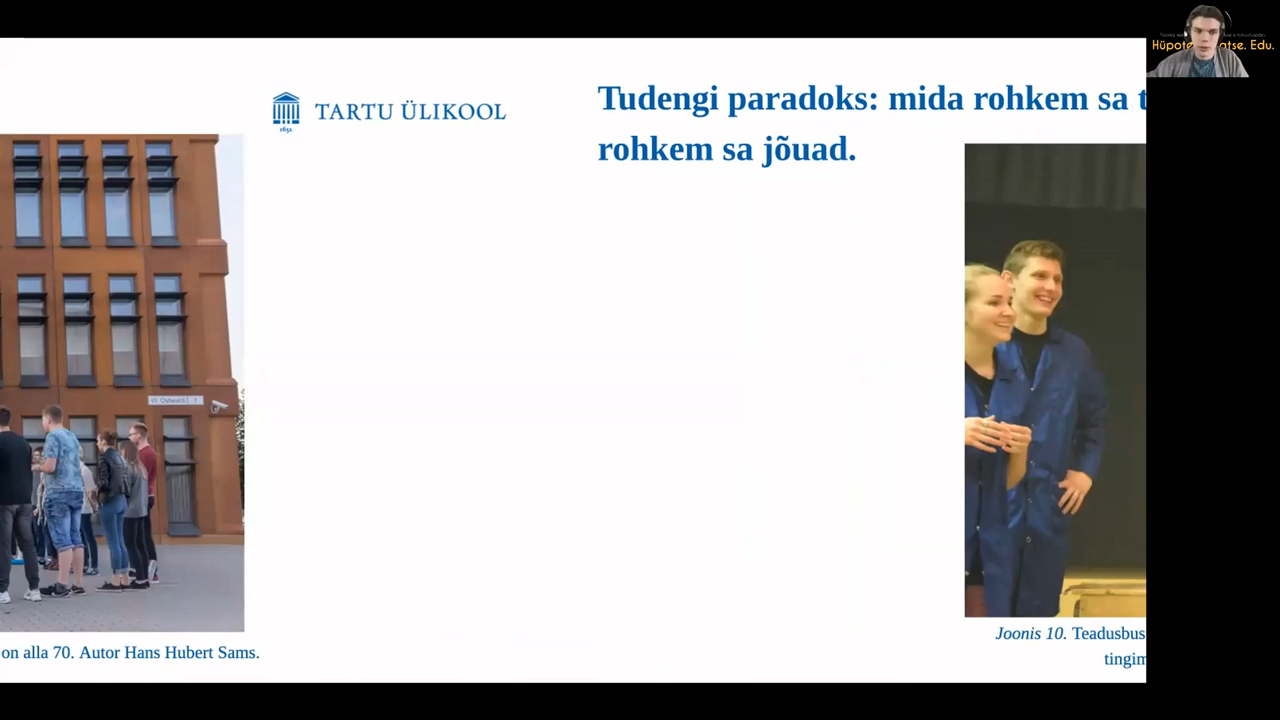 Hüpote atse. Edu.
TARTU ÜLIKOOL
1632
Tudengi paradoks: mida rohkem sa t
rohkem sa jõuad.
on alla 70. Autor Hans Hubert Sams.
Joonis 10. Teadusbus
tingim